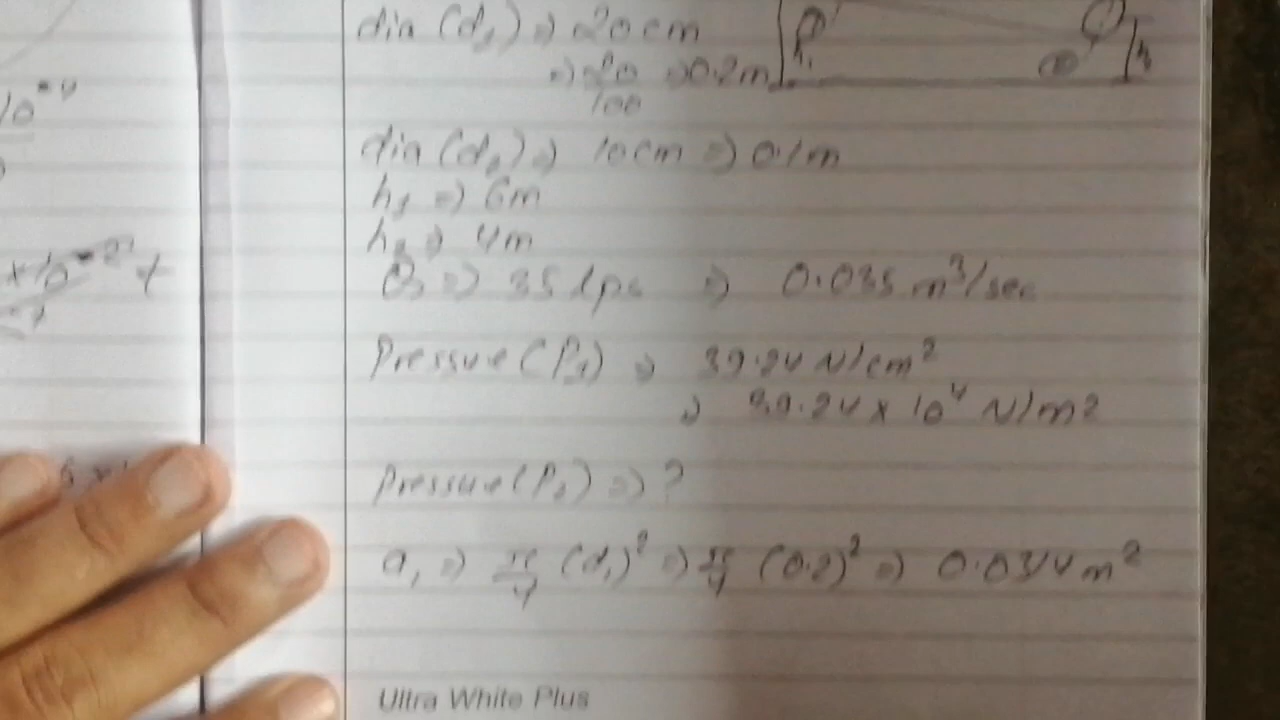 dia (d₁) ⇒ 20cm
⇒ 20/100 ⇒ 0.2m
dia (d₂) ⇒ 10cm ⇒ 0.1m
h₁ ⇒ 6m
h₂ ⇒ 4m
Q, ⇒ 35 lps ⇒ 0.035 m³/sec
Pressure (P₁) ⇒ 39.24 N/cm²
⇒ 39.24 x 10⁴ N/m²
Pressure (P₂) ⇒ ?
a₁ ⇒ π/4 (d₁)² ⇒ π/4 (0.2)² ⇒ 0.0314 m²
Ultra White Plus